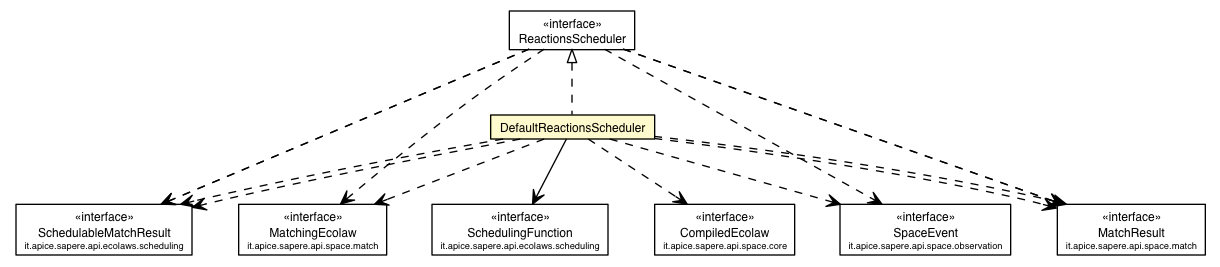 «interface»
ReactionsScheduler
DefaultReactionsScheduler
«interface»
SchedulableMatchResult
it.apice.sapere.api.ecolaws.scheduling
«interface»
MatchingEcolaw
it.apice.sapere.api.space.match
«interface»
SchedulingFunction
it.apice.sapere.api.ecolaws.scheduling
«interface»
CompiledEcolaw
it.apice.sapere.api.space.core
«interface»
SpaceEvent
it.apice.sapere.api.space.observation
«interface»
MatchResult
it.apice.sapere.api.space.match